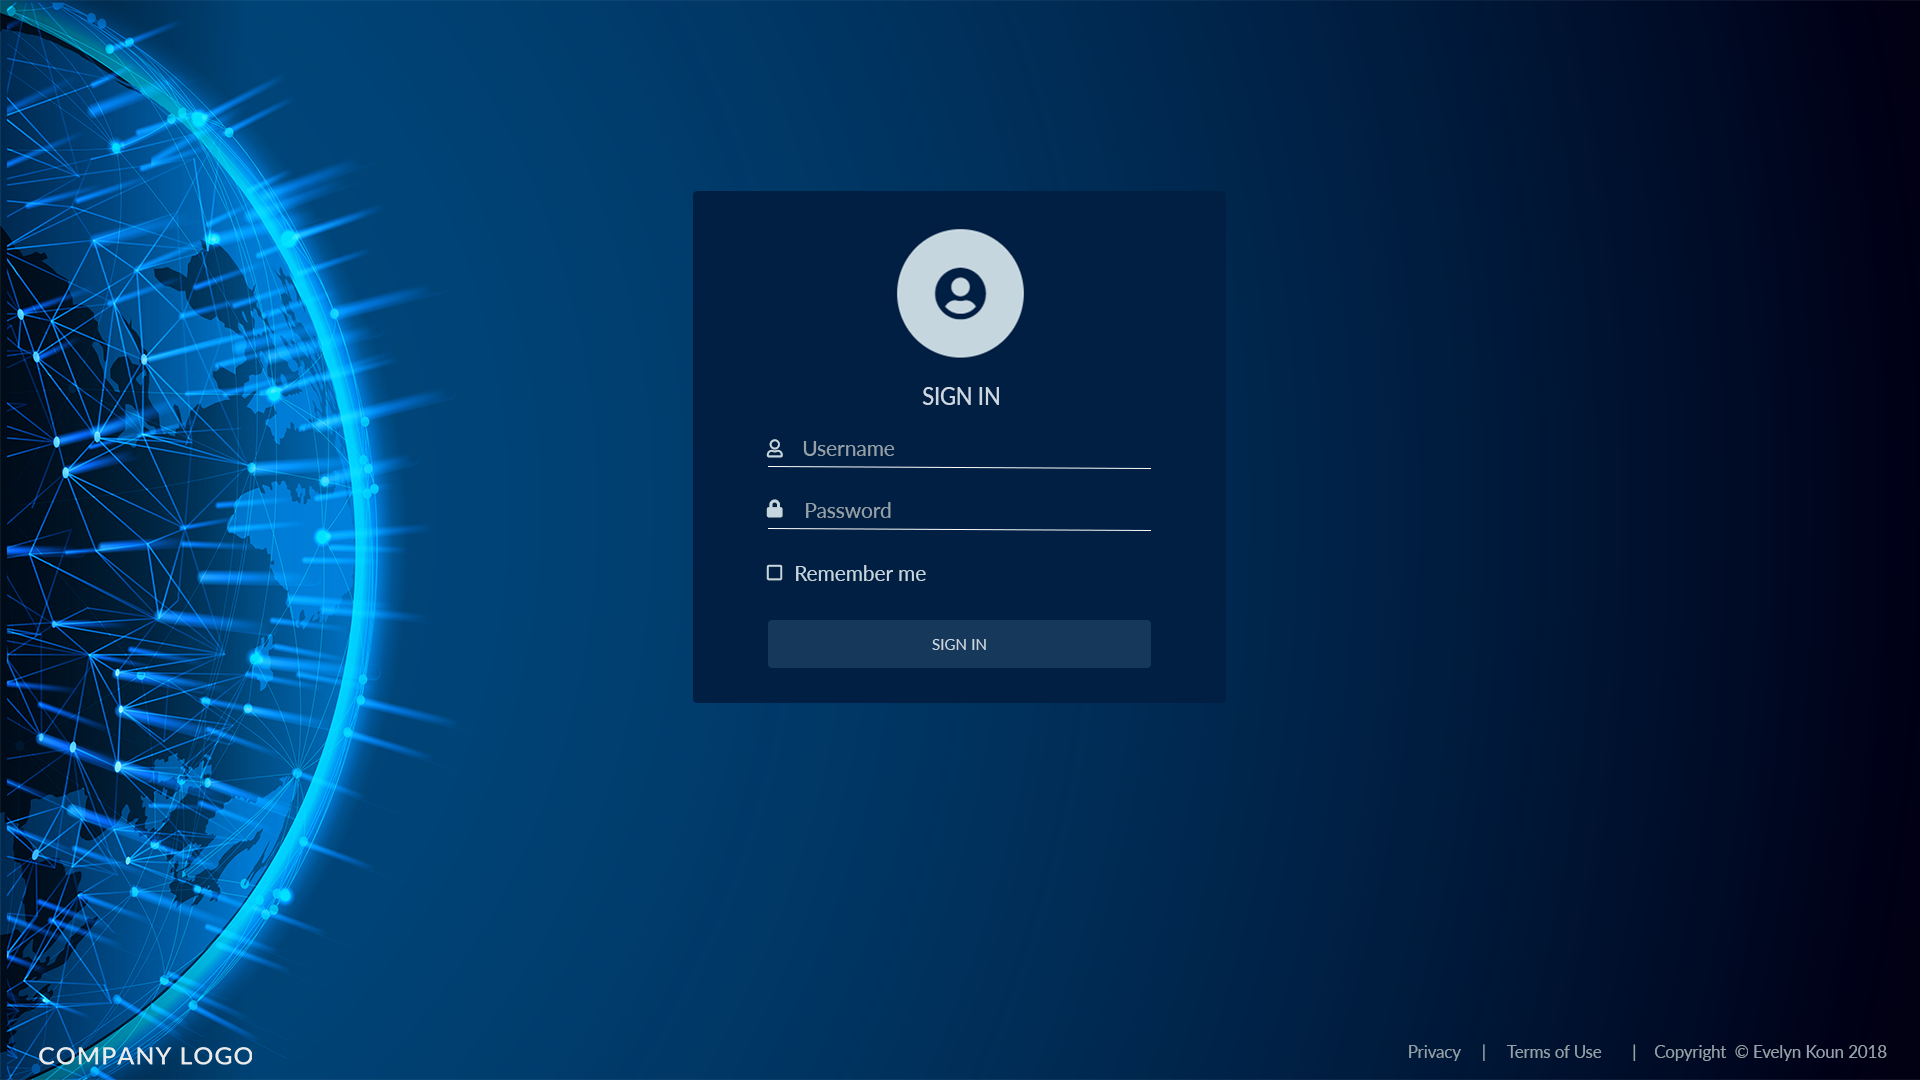 SIGN IN
Username
Password
Remember me
SIGN IN
COMPANY LOGO
Privacy | Terms of Use | Copyright © Evelyn Koun 2018